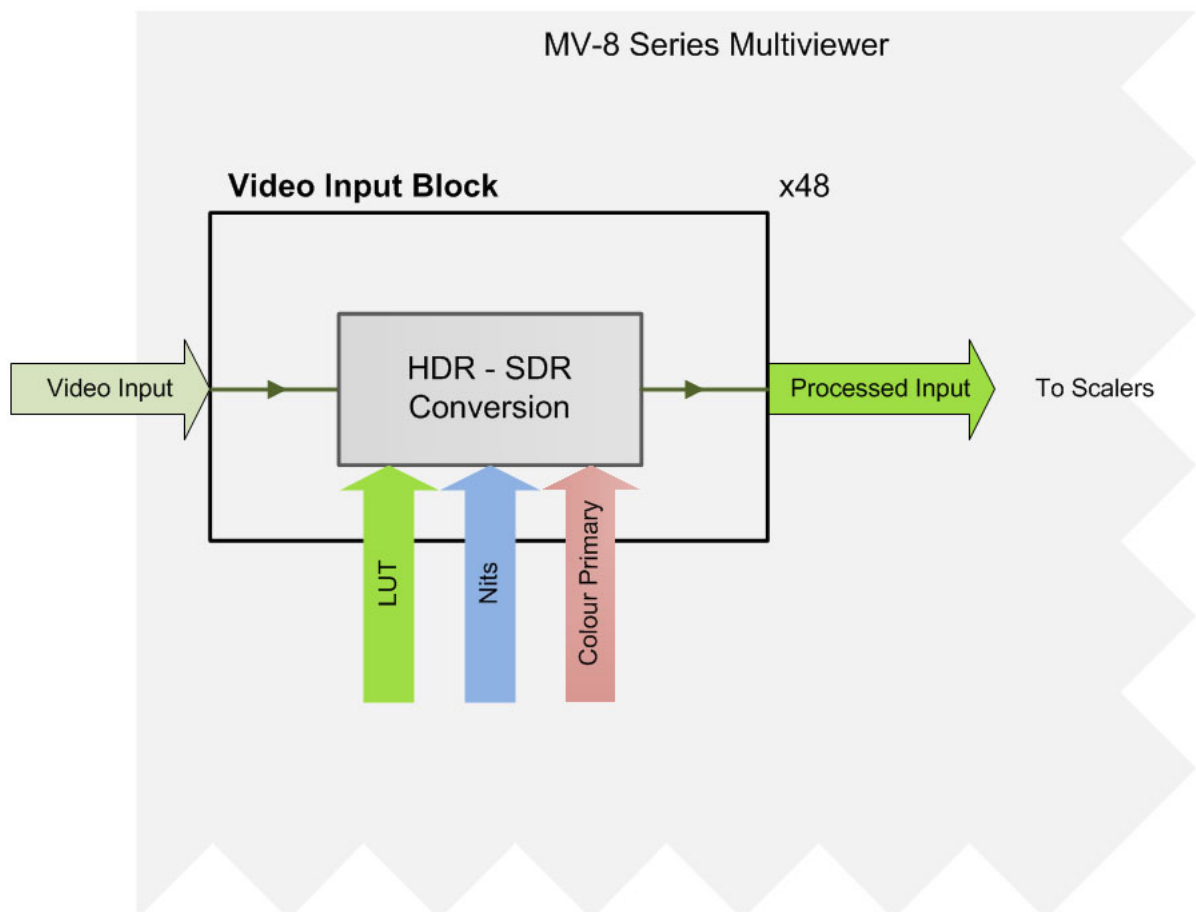 MV-8 Series Multiviewer
Video Input Block
x48
Video Input
HDR - SDR
Conversion
Processed Input
To Scalers
LUT
Nits
Colour Primary